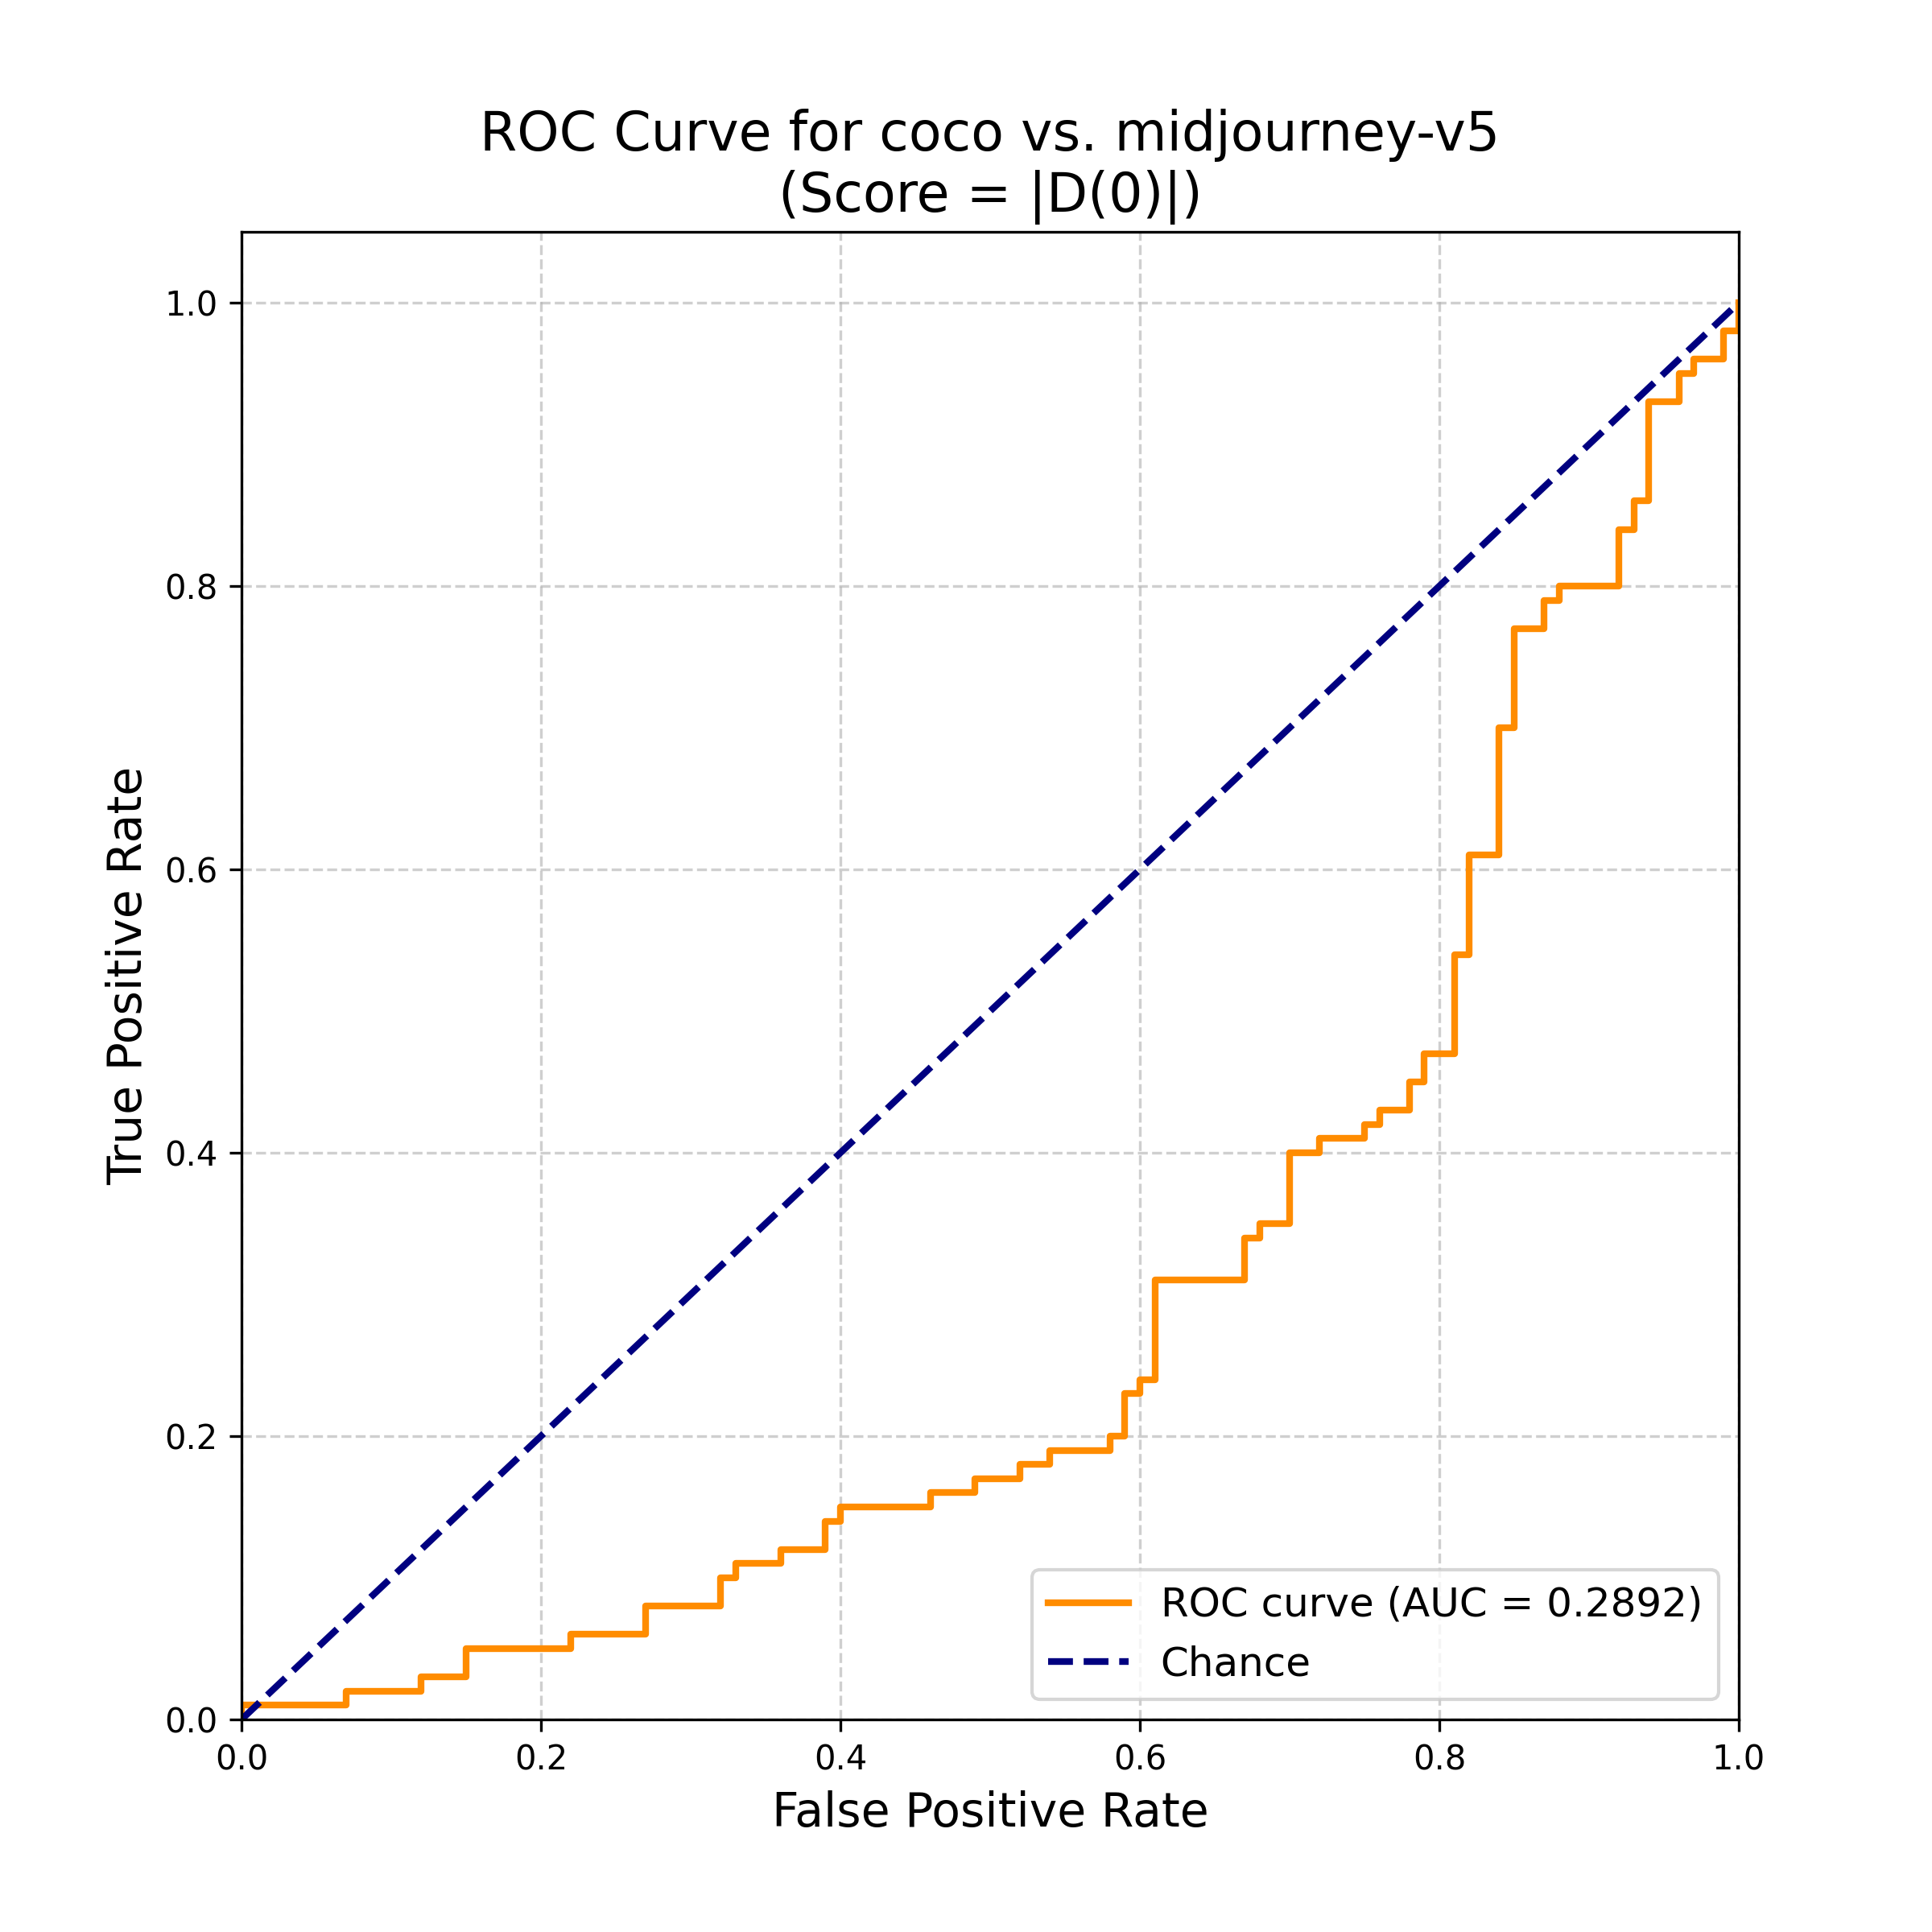 ROC Curve for coco vs. midjourney-v5
(Score = |D(0)|)
True Positive Rate
1.0
0.8
0.6
0.4
0.2
0.0
0.0 0.2 0.4 0.6 0.8 1.0
False Positive Rate
ROC curve (AUC = 0.2892)
Chance